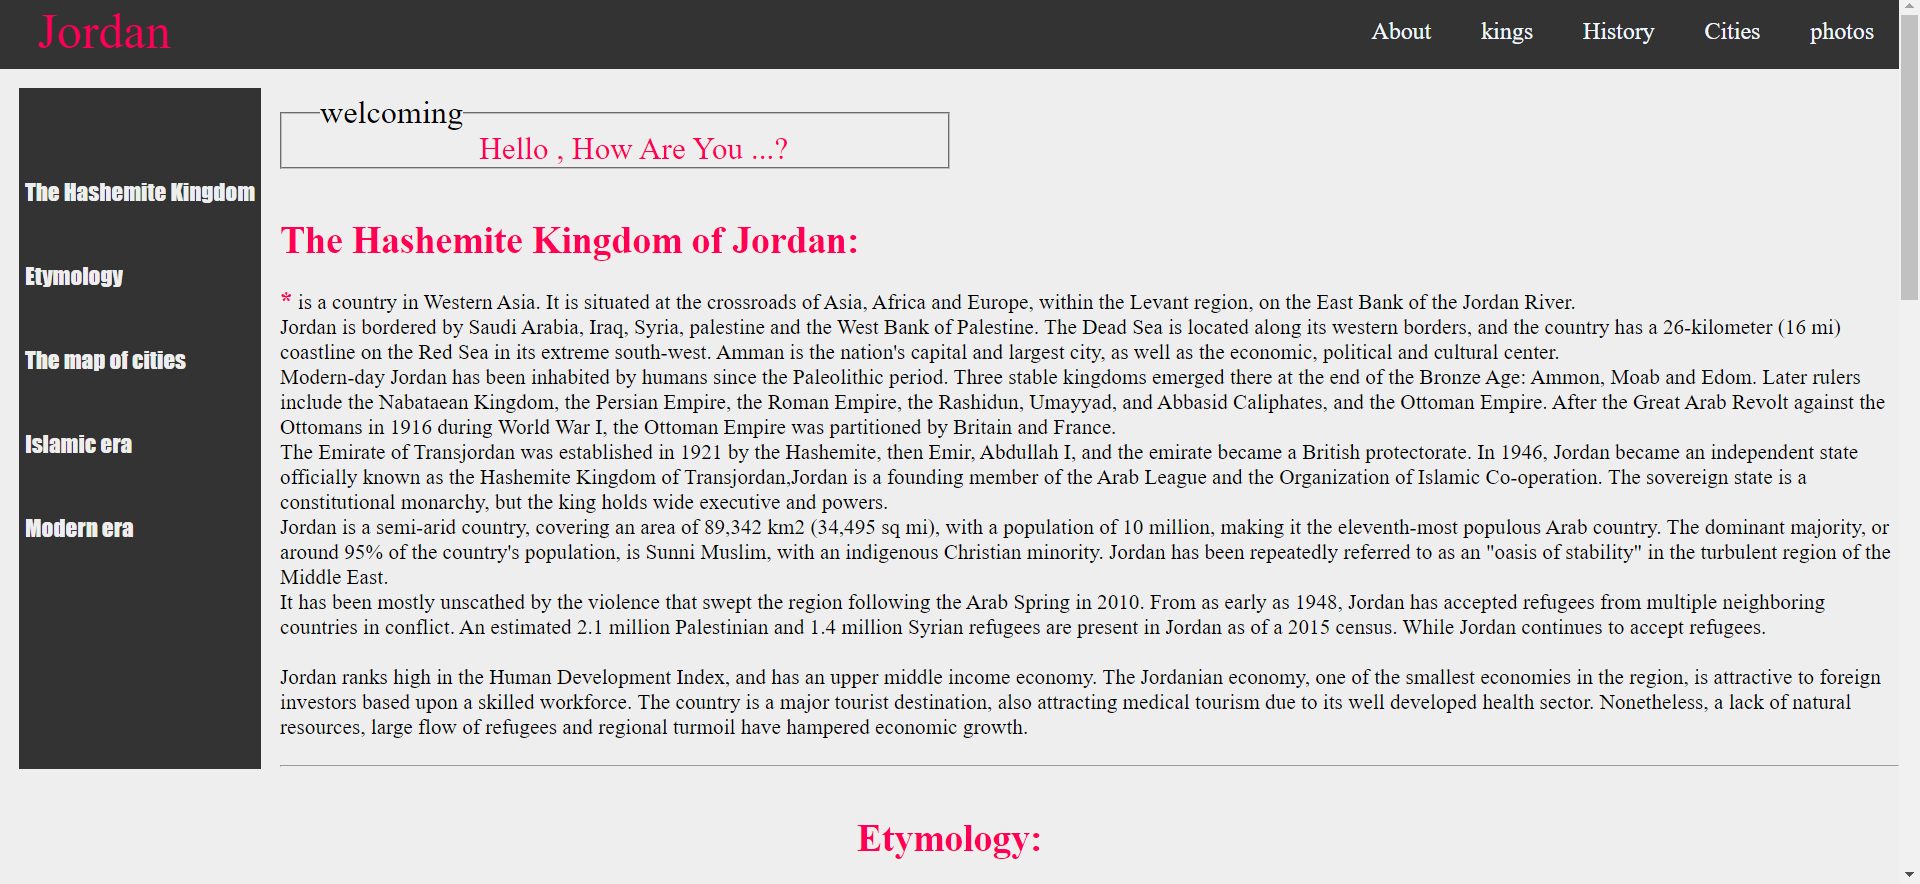 Jordan
About kings History Cities photos
The Hashemite Kingdom
Etymology
The map of cities
Islamic era
Modern era
welcoming
Hello , How Are You ...?
The Hashemite Kingdom of Jordan:
* is a country in Western Asia. It is situated at the crossroads of Asia, Africa and Europe, within the Levant region, on the East Bank of the Jordan River.
Jordan is bordered by Saudi Arabia, Iraq, Syria, palestine and the West Bank of Palestine. The Dead Sea is located along its western borders, and the country has a 26-kilometer (16 mi)
coastline on the Red Sea in its extreme south-west. Amman is the nation's capital and largest city, as well as the economic, political and cultural center.
Modern-day Jordan has been inhabited by humans since the Paleolithic period. Three stable kingdoms emerged there at the end of the Bronze Age: Ammon, Moab and Edom. Later rulers
include the Nabataean Kingdom, the Persian Empire, the Roman Empire, the Rashidun, Umayyad, and Abbasid Caliphates, and the Ottoman Empire. After the Great Arab Revolt against the
Ottomans in 1916 during World War I, the Ottoman Empire was partitioned by Britain and France.
The Emirate of Transjordan was established in 1921 by the Hashemite, then Emir, Abdullah I, and the emirate became a British protectorate. In 1946, Jordan became an independent state
officially known as the Hashemite Kingdom of Transjordan,Jordan is a founding member of the Arab League and the Organization of Islamic Co-operation. The sovereign state is a
constitutional monarchy, but the king holds wide executive and powers.
Jordan is a semi-arid country, covering an area of 89,342 km2 (34,495 sq mi), with a population of 10 million, making it the eleventh-most populous Arab country. The dominant majority, or
around 95% of the country's population, is Sunni Muslim, with an indigenous Christian minority. Jordan has been repeatedly referred to as an "oasis of stability" in the turbulent region of the
Middle East.
It has been mostly unscathed by the violence that swept the region following the Arab Spring in 2010. From as early as 1948, Jordan has accepted refugees from multiple neighboring
countries in conflict. An estimated 2.1 million Palestinian and 1.4 million Syrian refugees are present in Jordan as of a 2015 census. While Jordan continues to accept refugees.
Jordan ranks high in the Human Development Index, and has an upper middle income economy. The Jordanian economy, one of the smallest economies in the region, is attractive to foreign
investors based upon a skilled workforce. The country is a major tourist destination, also attracting medical tourism due to its well developed health sector. Nonetheless, a lack of natural
resources, large flow of refugees and regional turmoil have hampered economic growth.
Etymology: